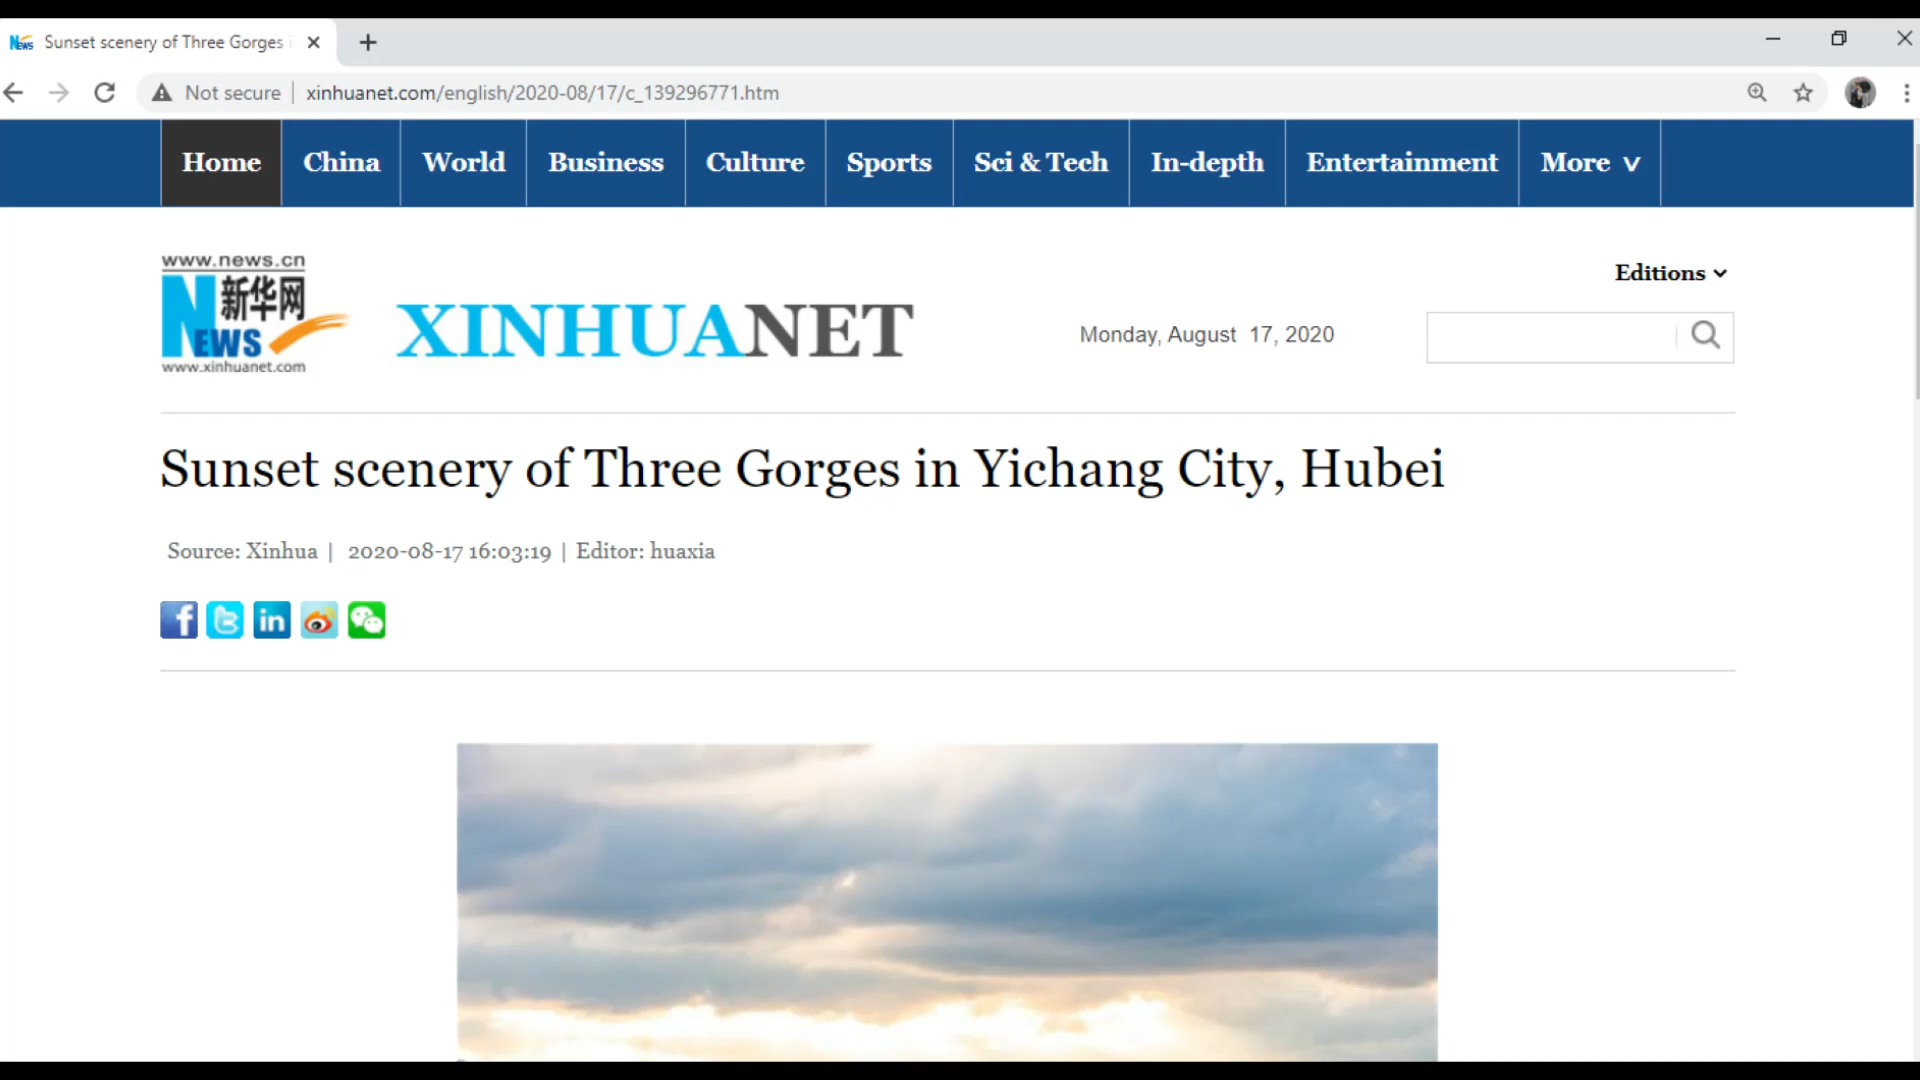 Sunset scenery of Three Gorges
Not secure xinhuanet.com/english/2020-08/17/c_139296771.htm
Home China World Business Culture Sports Sci & Tech In-depth Entertainment More
www.news.cn
新华网
NEWS
www.xinhuanet.com
XINHUANET
Monday, August 17, 2020
Editions
Sunset scenery of Three Gorges in Yichang City, Hubei
Source: Xinhua | 2020-08-17 16:03:19 | Editor: huaxia